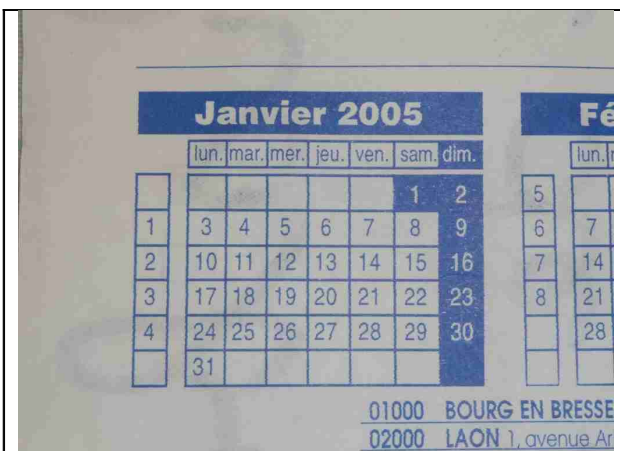 Janvier 2005
lun. mar. mer. jeu. ven. sam. dim.
1 2
1 3 4 5 6 7 8 9
2 10 11 12 13 14 15 16
3 17 18 19 20 21 22 23
4 24 25 26 27 28 29 30
31
Fé
lun.
5
6 7
7 14
8 21
28
01000 BOURG EN BRESSE
02000 LAON 1, avenue Ar